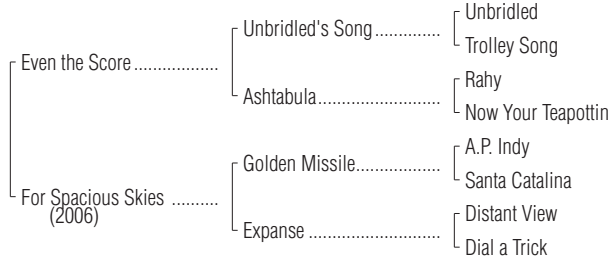 Unbridled
Unbridled's Song..............
Trolley Song
Even the Score..................
Rahy
Ashtabula..........................
Now Your Teapottin
A.P. Indy
Golden Missile..................
Santa Catalina
For Spacious Skies ..........
(2006)
Distant View
Expanse ............................
Dial a Trick